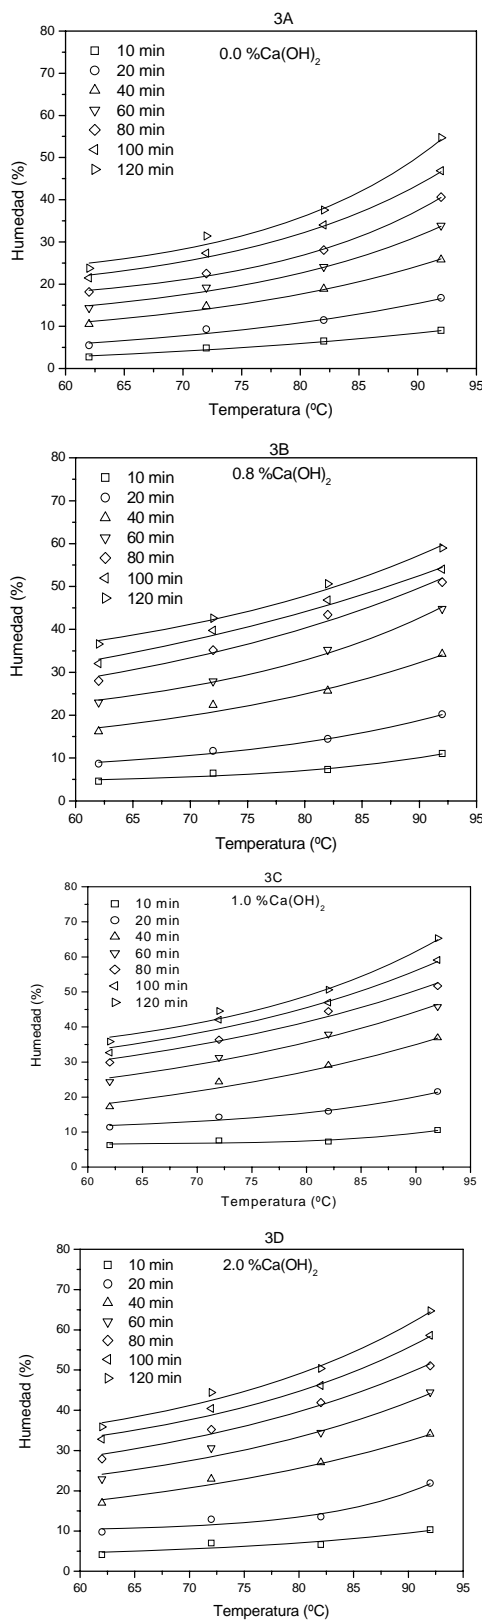 3A
0.0 %Ca(OH)2
10 min
20 min
40 min
60 min
80 min
100 min
120 min
Humedad (%)
80
70
60
50
40
30
20
10
0
60 65 70 75 80 85 90 95
Temperatura (ºC)
3B
0.8 %Ca(OH)2
10 min
20 min
40 min
60 min
80 min
100 min
120 min
Humedad (%)
80
70
60
50
40
30
20
10
0
60 65 70 75 80 85 90 95
Temperatura (ºC)
3C
1.0 %Ca(OH)2
10 min
20 min
40 min
60 min
80 min
100 min
120 min
Humedad (%)
80
70
60
50
40
30
20
10
0
60 65 70 75 80 85 90 95
Temperatura (ºC)
3D
2.0 %Ca(OH)2
10 min
20 min
40 min
60 min
80 min
100 min
120 min
Humedad (%)
80
70
60
50
40
30
20
10
0
60 65 70 75 80 85 90 95
Temperatura (ºC)